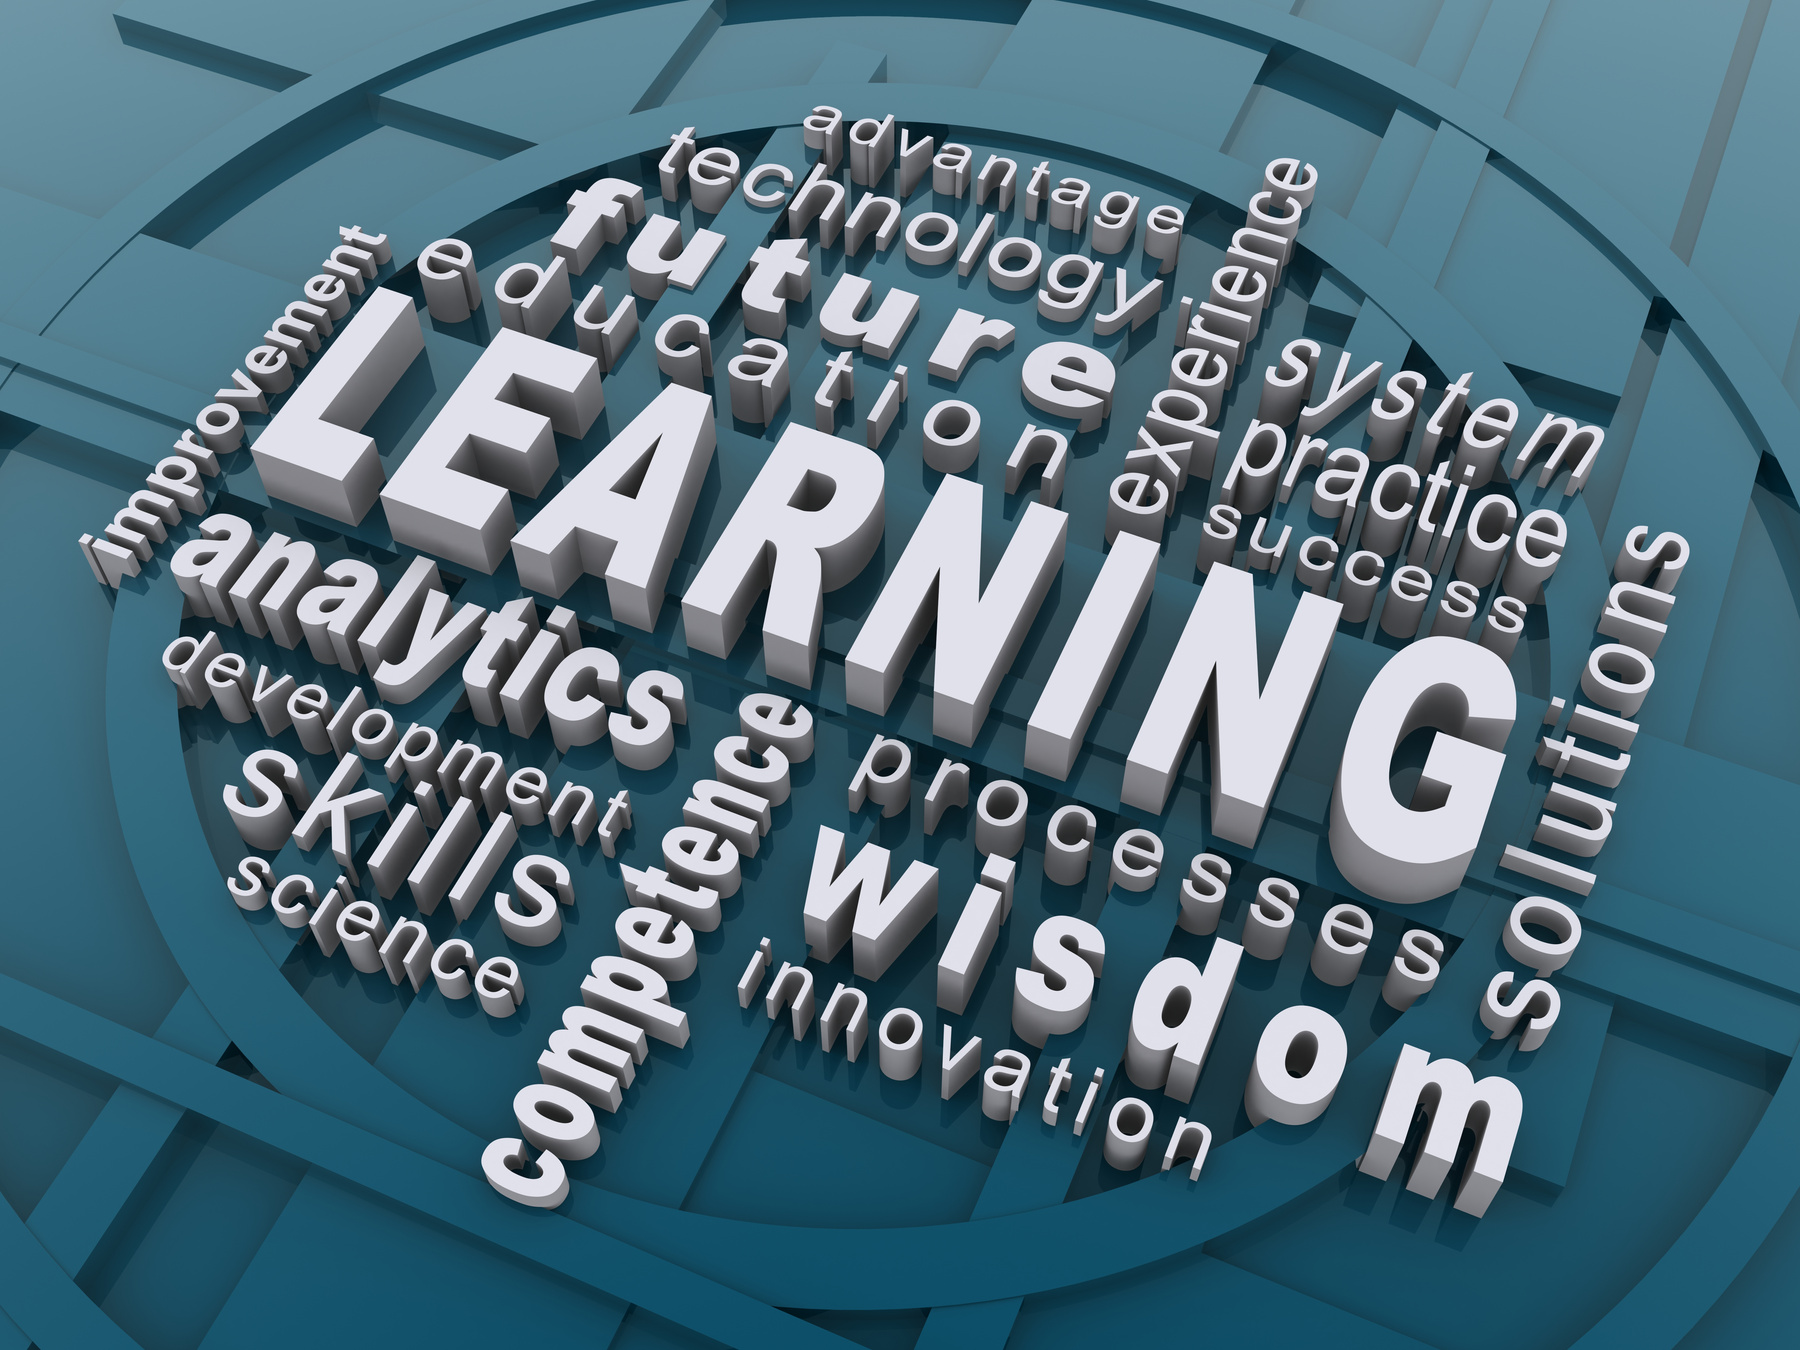 advantage
technology
future
education
experience
improvement
system
practice
success
LEARNING
analytics
development
skills
science
competence
processes
wisdom
innovation
solutions